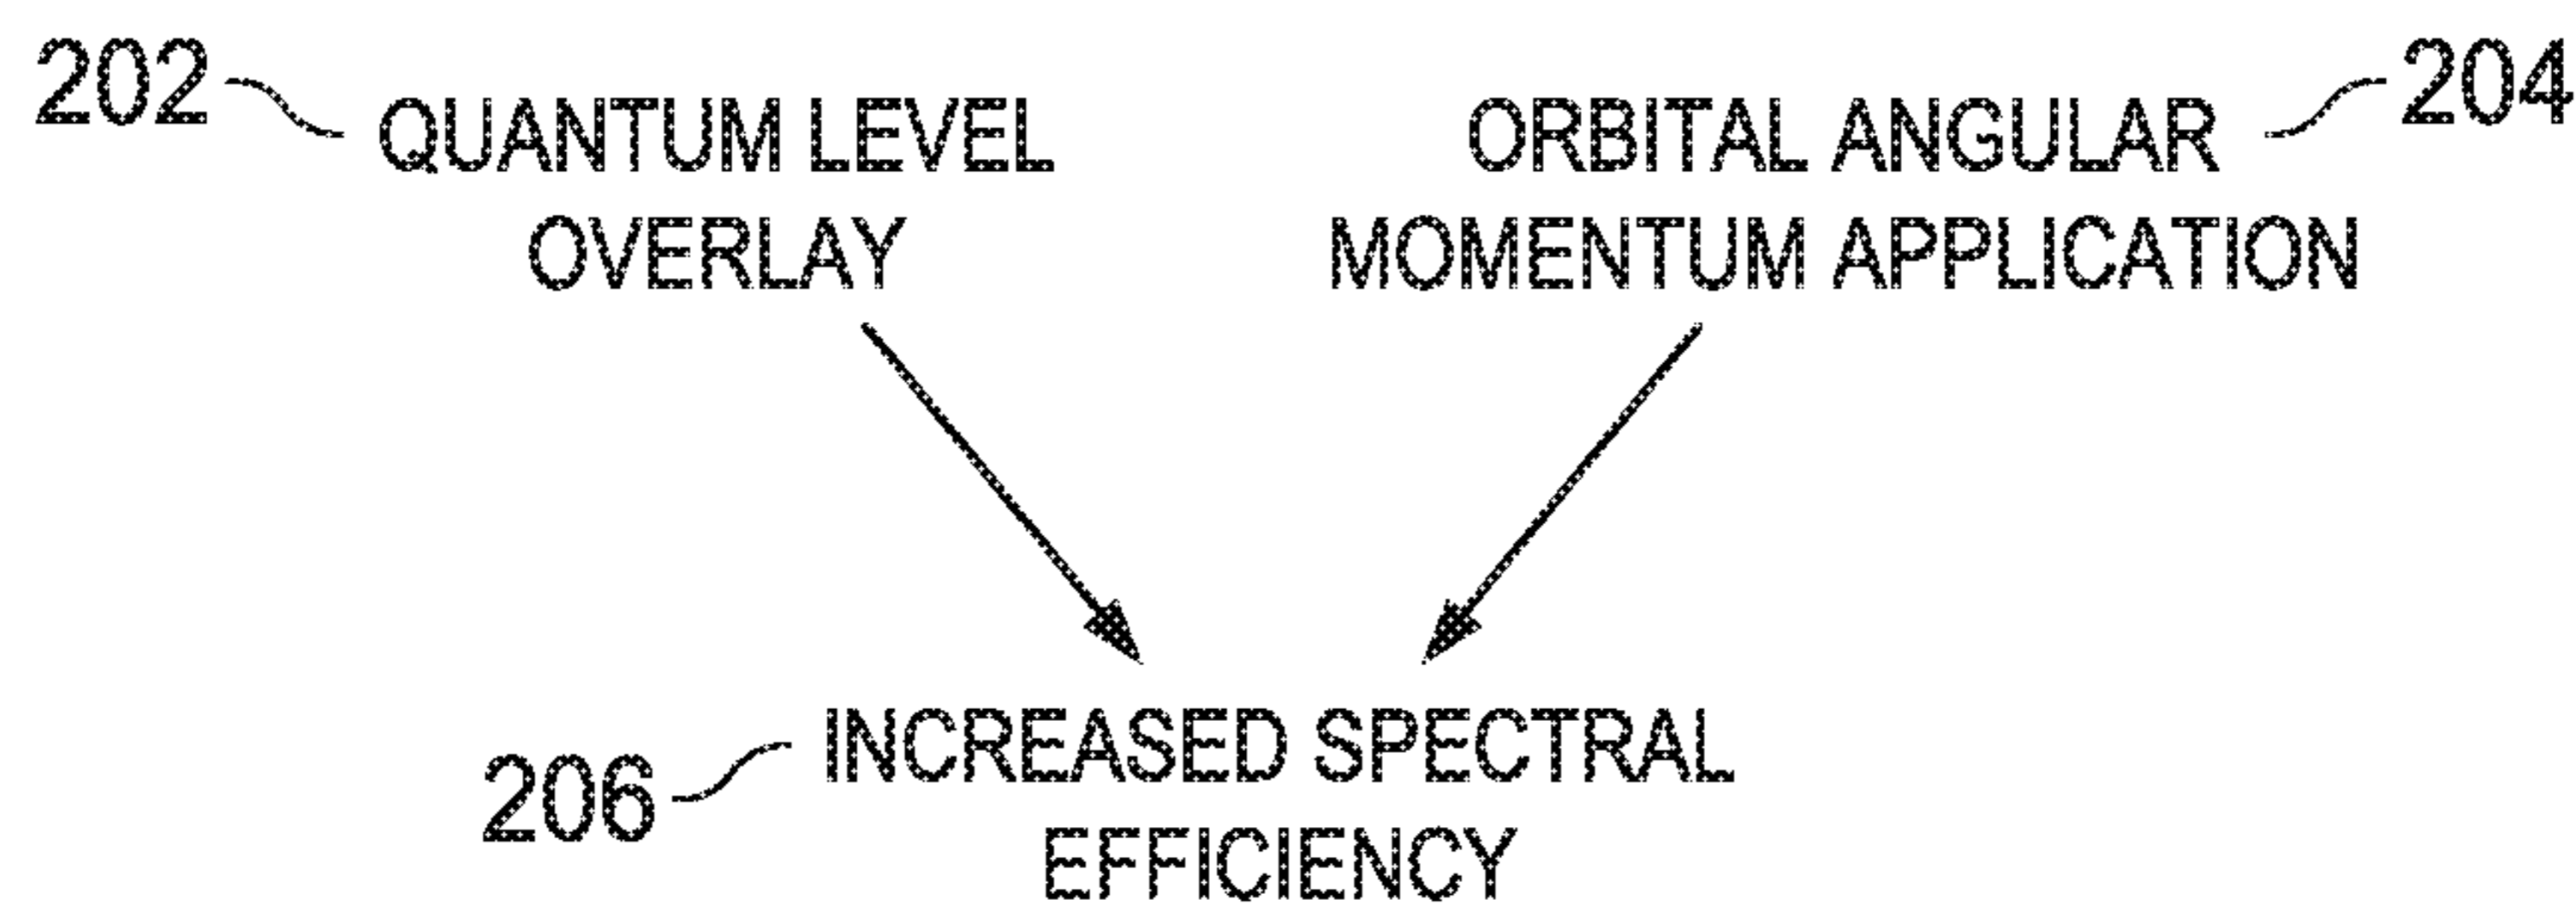 202
QUANTUM LEVEL
OVERLAY
ORBITAL ANGULAR
MOMENTUM APPLICATION
204
206
INCREASED SPECTRAL
EFFICIENCY